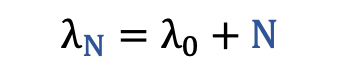 λN = λ0 + N